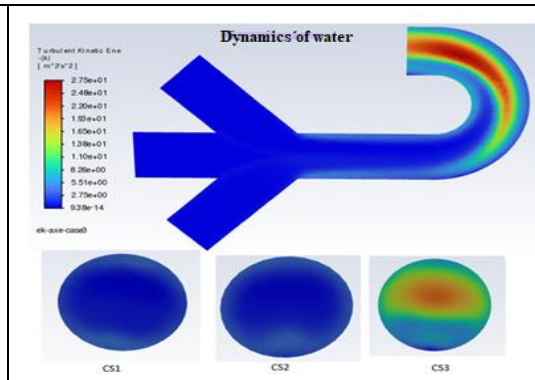 Dynamics of water
Turbulent Kinetic Ene
-(k)
[ m^2 s^-2 ]
2.75e+01
2.48e+01
2.20e+01
1.93e+01
1.65e+01
1.38e+01
1.10e+01
8.26e+00
5.51e+00
2.75e+00
9.38e-14
ek-axe-case0
CS1
CS2
CS3